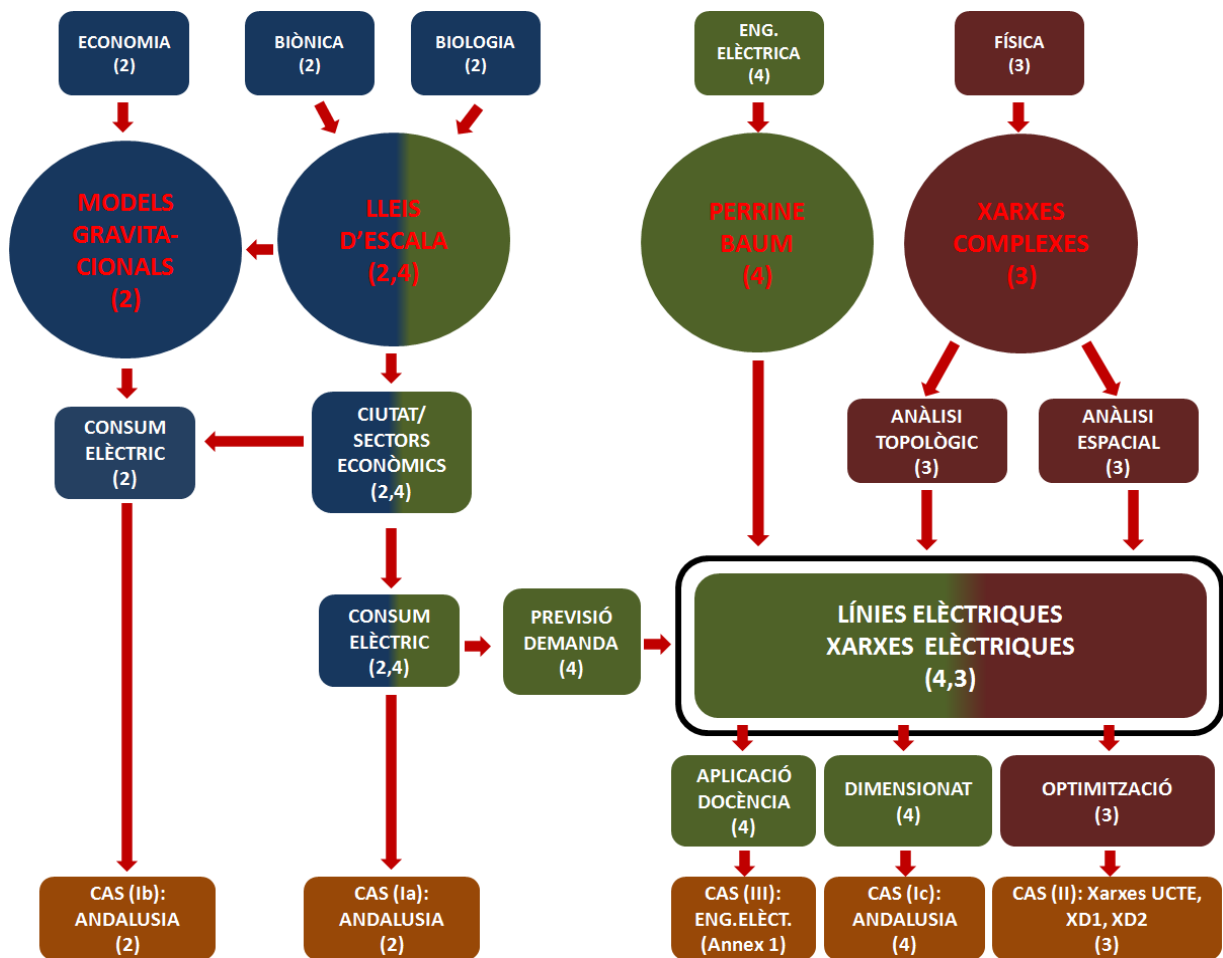 ECONOMIA
(2)
BIÒNICA
(2)
BIOLOGIA
(2)
ENG.
ELÈCTRICA
(4)
FÍSICA
(3)
MODELS
GRAVITA-
CIONALS
(2)
LLEIS
D’ESCALA
(2,4)
PERRINE
BAUM
(4)
XARXES
COMPLEXES
(3)
CONSUM
ELÈCTRIC
(2)
CIUTAT/
SECTORS
ECONÒMICS
(2,4)
ANÀLISI
TOPOLÒGIC
(3)
ANÀLISI
ESPACIAL
(3)
CONSUM
ELÈCTRIC
(2,4)
PREVISIÓ
DEMANDA
(4)
LÍNIES ELÈCTRIQUES
XARXES ELÈCTRIQUES
(4,3)
APLICACIÓ
DOCÈNCIA
(4)
DIMENSIONAT
(4)
OPTIMITZACIÓ
(3)
CAS (Ib):
ANDALUSIA
(2)
CAS (Ia):
ANDALUSIA
(2)
CAS (III):
ENG.ELÈCT.
(Annex 1)
CAS (Ic):
ANDALUSIA
(4)
CAS (II): Xarxes UCTE,
XD1, XD2
(3)